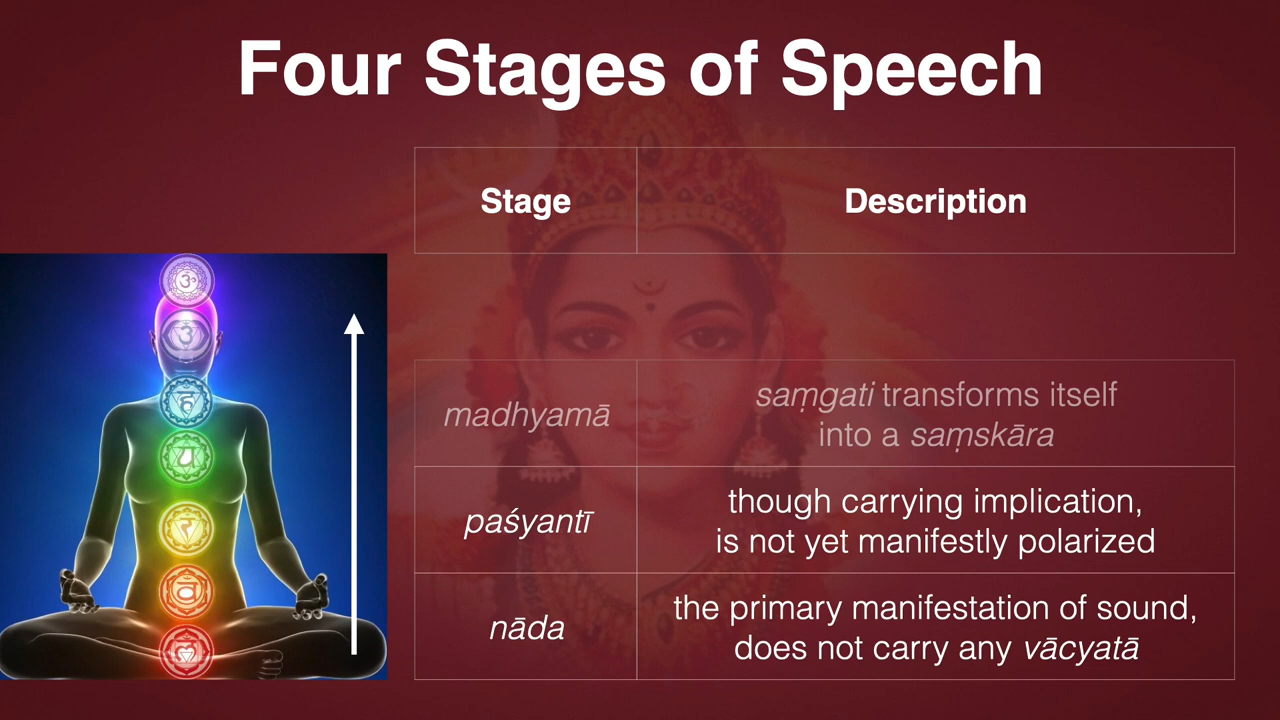 Four Stages of Speech
Stage
Description
madhyamā
saṃgati transforms itself
into a saṃskāra
paśyantī
though carrying implication,
is not yet manifestly polarized
nāda
the primary manifestation of sound,
does not carry any vācyatā